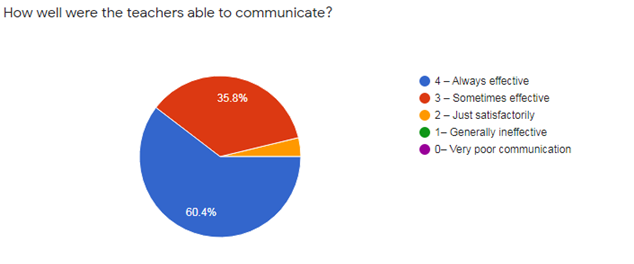 How well were the teachers able to communicate?
35.8%
60.4%
4 – Always effective
3 – Sometimes effective
2 – Just satisfactorily
1– Generally ineffective
0– Very poor communication